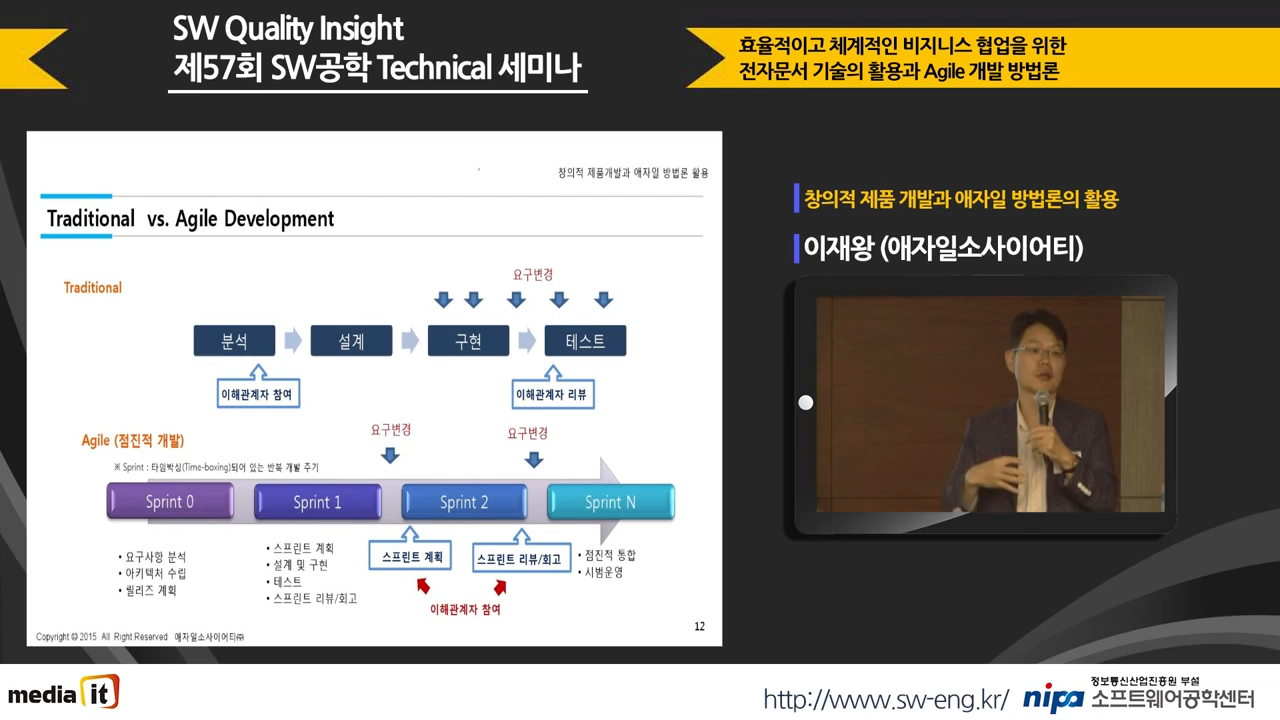 SW Quality Insight
제57회 SW공학 Technical 세미나
효율적이고 체계적인 비지니스 협업을 위한
전자문서 기술의 활용과 Agile 개발 방법론
창의적 제품개발과 애자일 방법론 활용
Traditional vs. Agile Development
Traditional
요구변경
분석
설계
구현
테스트
이해관계자 참여
이해관계자 리뷰
Agile (점진적 개발)
요구변경
요구변경
※ Sprint : 타임박싱(Time-boxing)되어 있는 반복 개발 주기
Sprint 0
Sprint 1
Sprint 2
Sprint N
• 요구사항 분석
• 아키텍처 수립
• 릴리즈 계획
• 스프린트 계획
• 설계 및 구현
• 테스트
• 스프린트 리뷰/회고
스프린트 계획
스프린트 리뷰/회고
• 점진적 통합
• 시범운영
이해관계자 참여
12
Copyright © 2015 All Right Reserved 애자일소사이어티㈜
창의적 제품 개발과 애자일 방법론의 활용
이재왕 (애자일소사이어티)
media it
http://www.sw-eng.kr/
nipa
정보통신산업진흥원 부설
소프트웨어공학센터